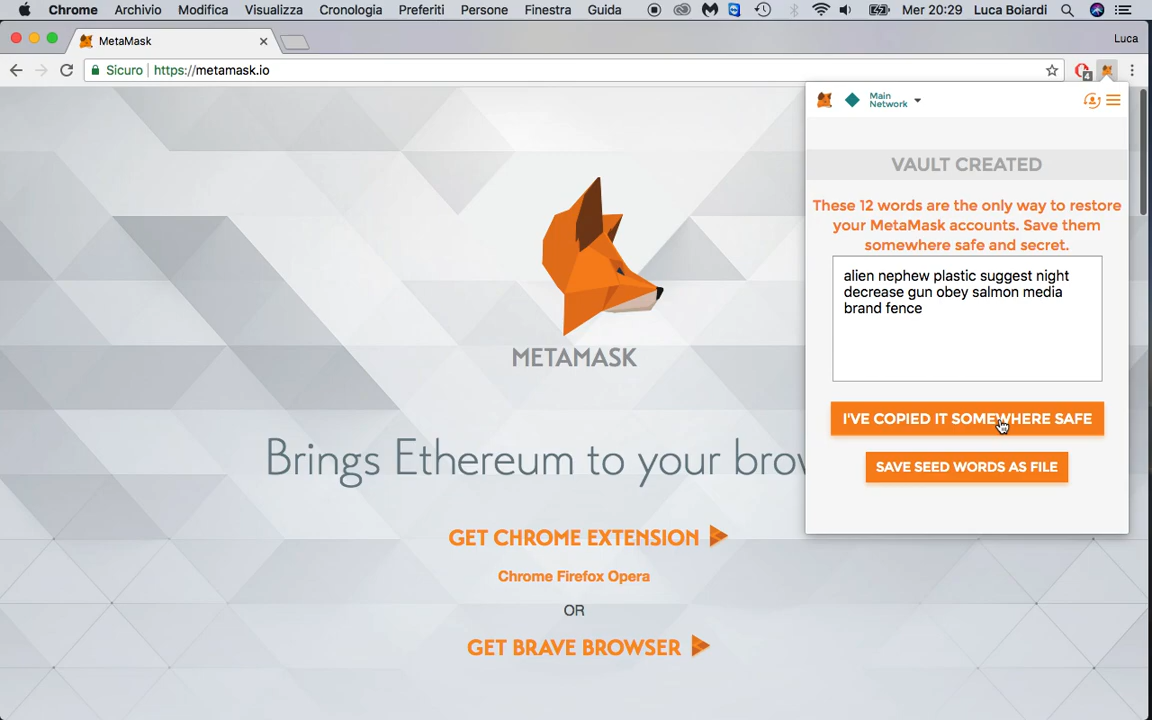 Chrome Archivio Modifica Visualizza Cronologia Preferiti Persone Finestra Guida Mer 20:29 Luca Boiardi
MetaMask
Luca
Sicuro https://metamask.io
4
Main
Network
VAULT CREATED
These 12 words are the only way to restore
your MetaMask accounts. Save them
somewhere safe and secret.
alien nephew plastic suggest night
decrease gun obey salmon media
brand fence
I'VE COPIED IT SOMEWHERE SAFE
SAVE SEED WORDS AS FILE
METAMASK
Brings Ethereum to your brow
GET CHROME EXTENSION
Chrome Firefox Opera
OR
GET BRAVE BROWSER